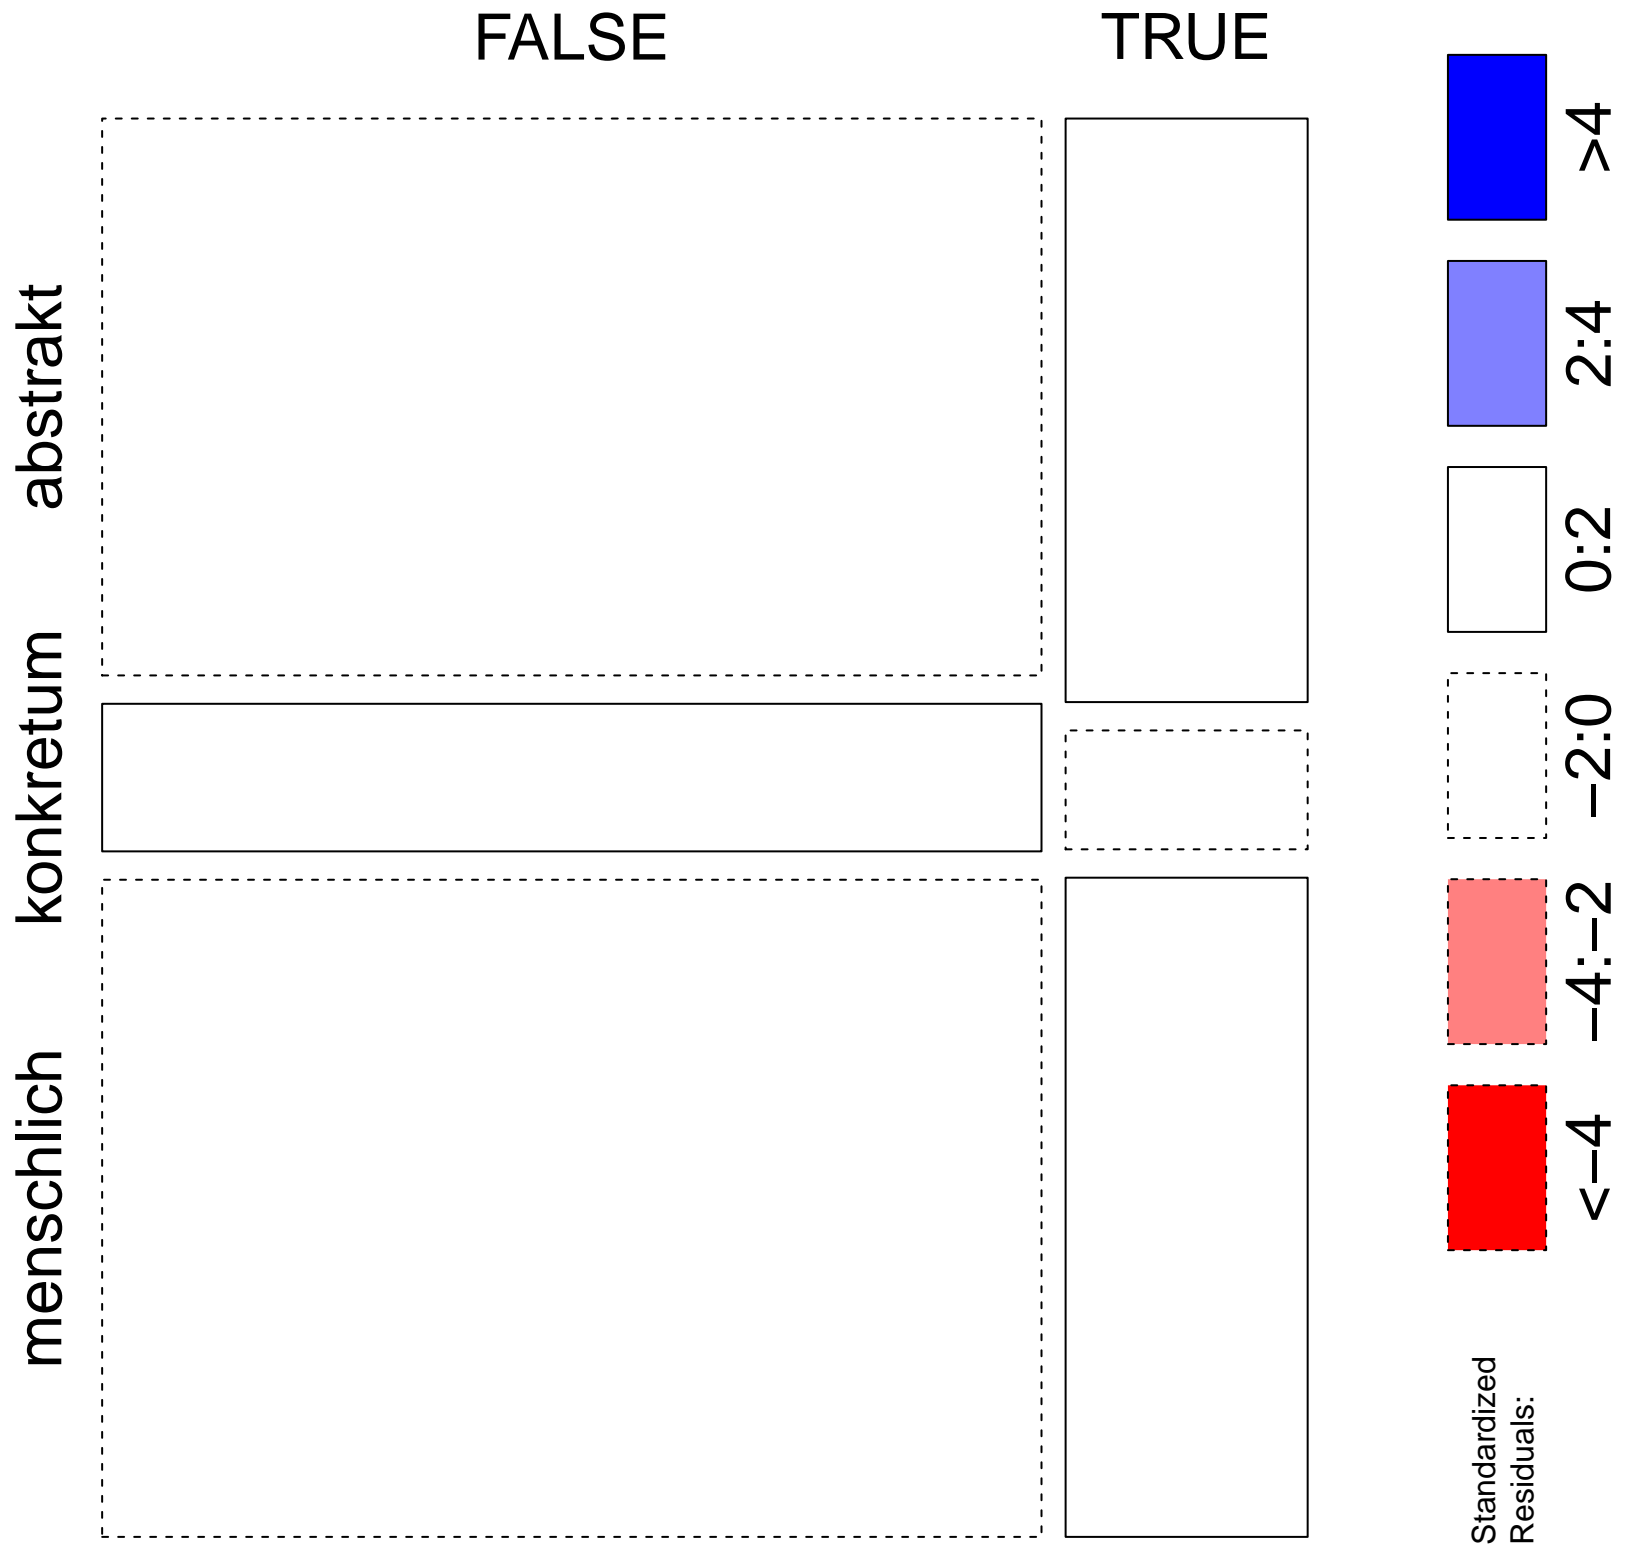 FALSE
TRUE
abstrakt
konkretum
menschlich
>4
2:4
0:2
−2:0
−4:−2
<−4
Standardized
Residuals: